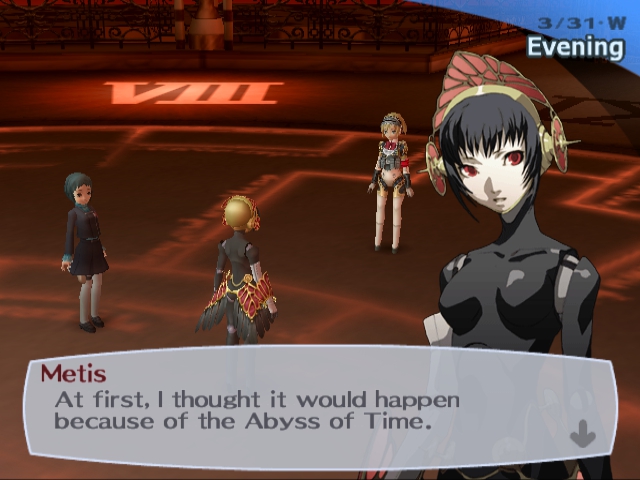 3/31·W
Evening
VIII
Metis
At first, I thought it would happen
because of the Abyss of Time.